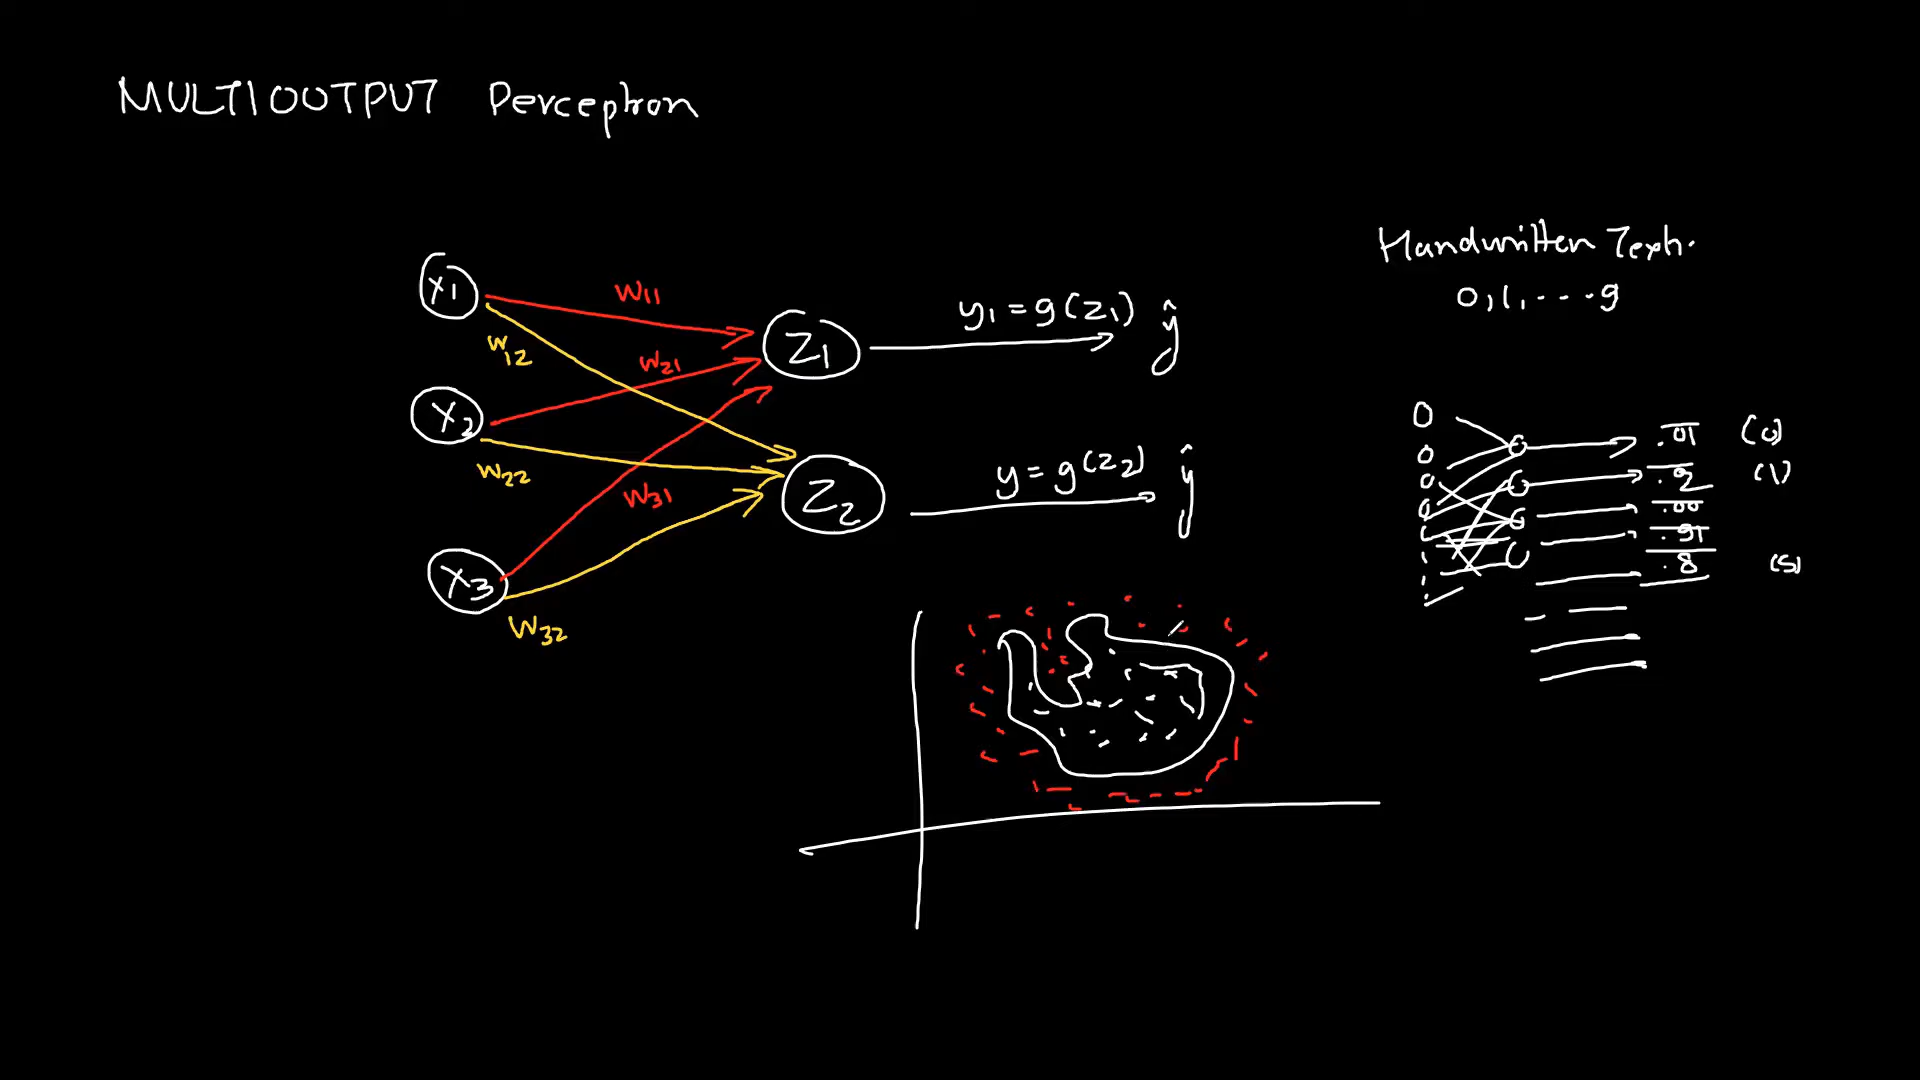 MULTIOUTPUT Perceptron
Handwritten Text.
0,1,...9
x1
x2
x3
w11
w12
w21
w22
w31
w32
z1
z2
y1 = g(z1) ŷ
y = g(z2) ŷ
.01 (0)
.2 (1)
.00
.91
.8 (5)